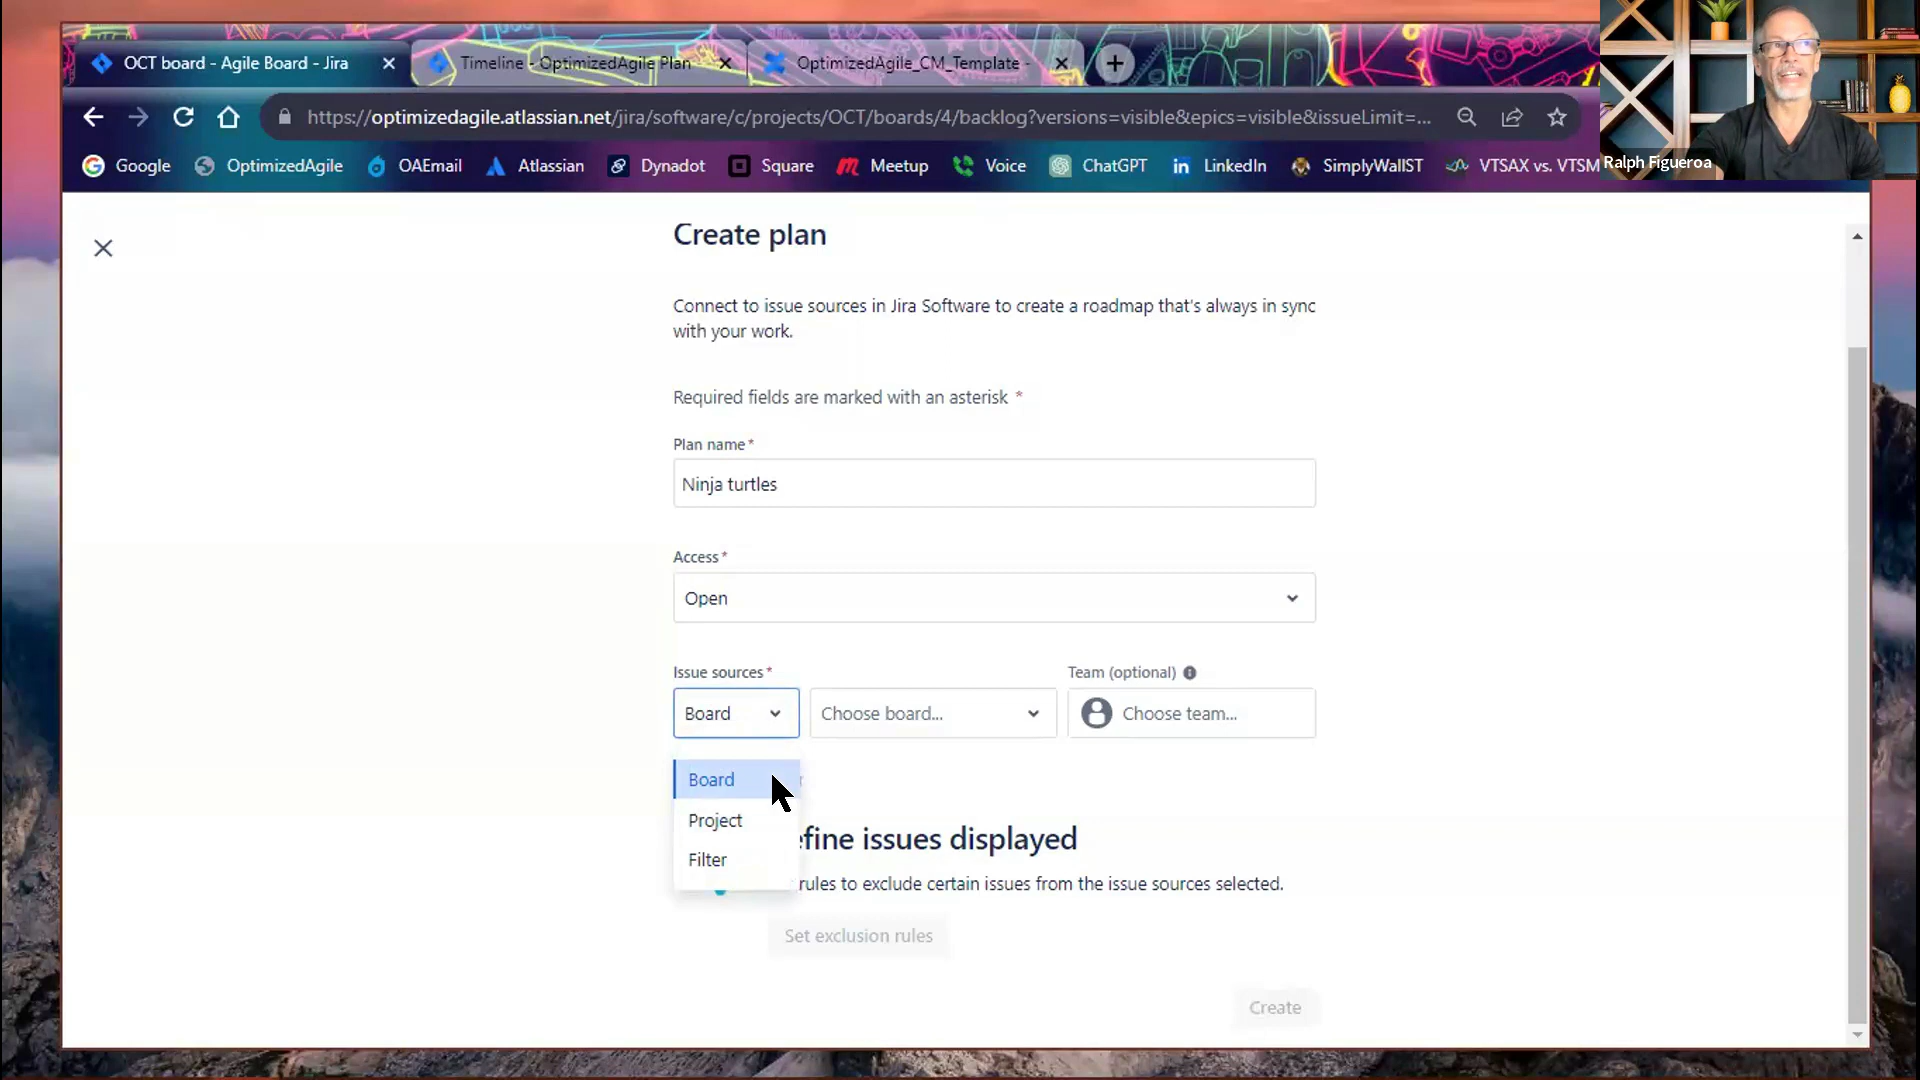 OCT board - Agile Board - Jira
Timeline - OptimizedAgile Plan
OptimizedAgile_CM_Template -
https://optimizedagile.atlassian.net/jira/software/c/projects/OCT/boards/4/backlog?versions=visible&epics=visible&issueLimit=...
Google OptimizedAgile OAEmail Atlassian Dynadot Square Meetup Voice ChatGPT LinkedIn SimplyWallST VTSAX vs. VTSM
Ralph Figueroa
Create plan
Connect to issue sources in Jira Software to create a roadmap that's always in sync
with your work.
Required fields are marked with an asterisk *
Plan name *
Ninja turtles
Access *
Open
Issue sources *
Team (optional)
Board
Choose board...
Choose team...
Board
Project
Filter
efine issues displayed
rules to exclude certain issues from the issue sources selected.
Set exclusion rules
Create